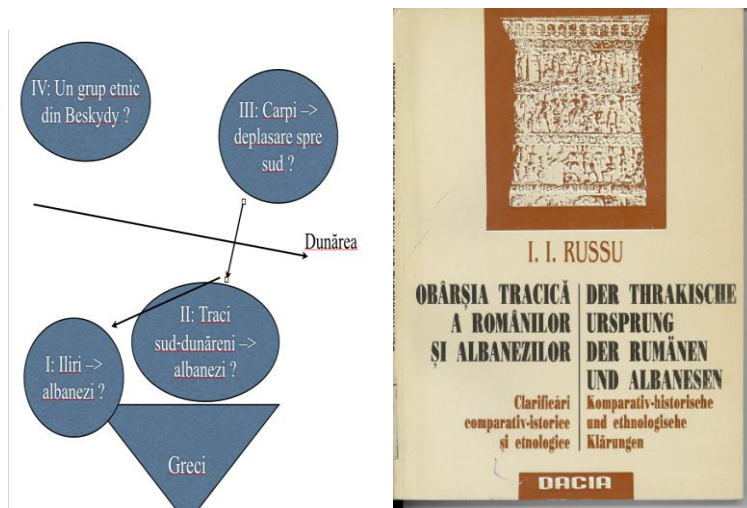 IV: Un grup etnic
din Beskydy ?
III: Carpi –>
deplasare spre
sud ?
Dunărea
II: Traci
sud-dunăreni –>
albanezi ?
I: Iliri –>
albanezi ?
Greci
I. I. RUSSU
OBÂRȘIA TRACICĂ
A ROMÂNILOR
ȘI ALBANEZILOR
DER THRAKISCHE
URSPRUNG
DER RUMÄNEN
UND ALBANESEN
Clarificări
comparativ-istorice
și etnologice
Komparativ-historische
und ethnologische
Klärungen
DACIA